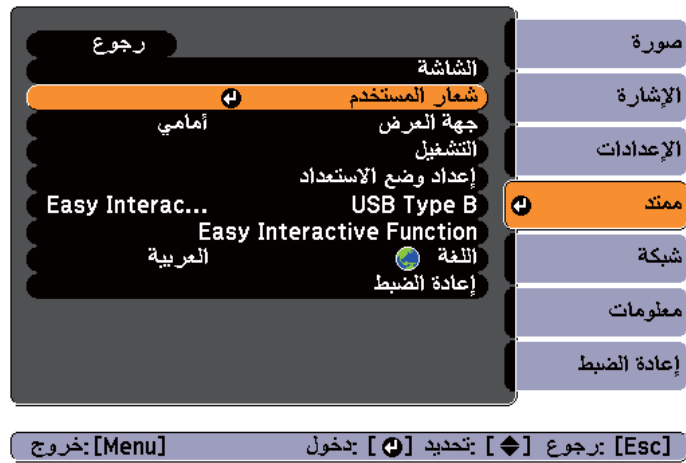 صورة
الإشارة
الإعدادات
ممتد
شبكة
معلومات
إعادة الضبط
رجوع
الشاشة
شعار المستخدم
جهة العرض أمامي
التشغيل
إعداد وضع الاستعداد
USB Type B Easy Interac...
Easy Interactive Function
اللغة العربية
إعادة الضبط
[Esc] :رجوع [ ] :تحديد [ ] :دخول [Menu] :خروج